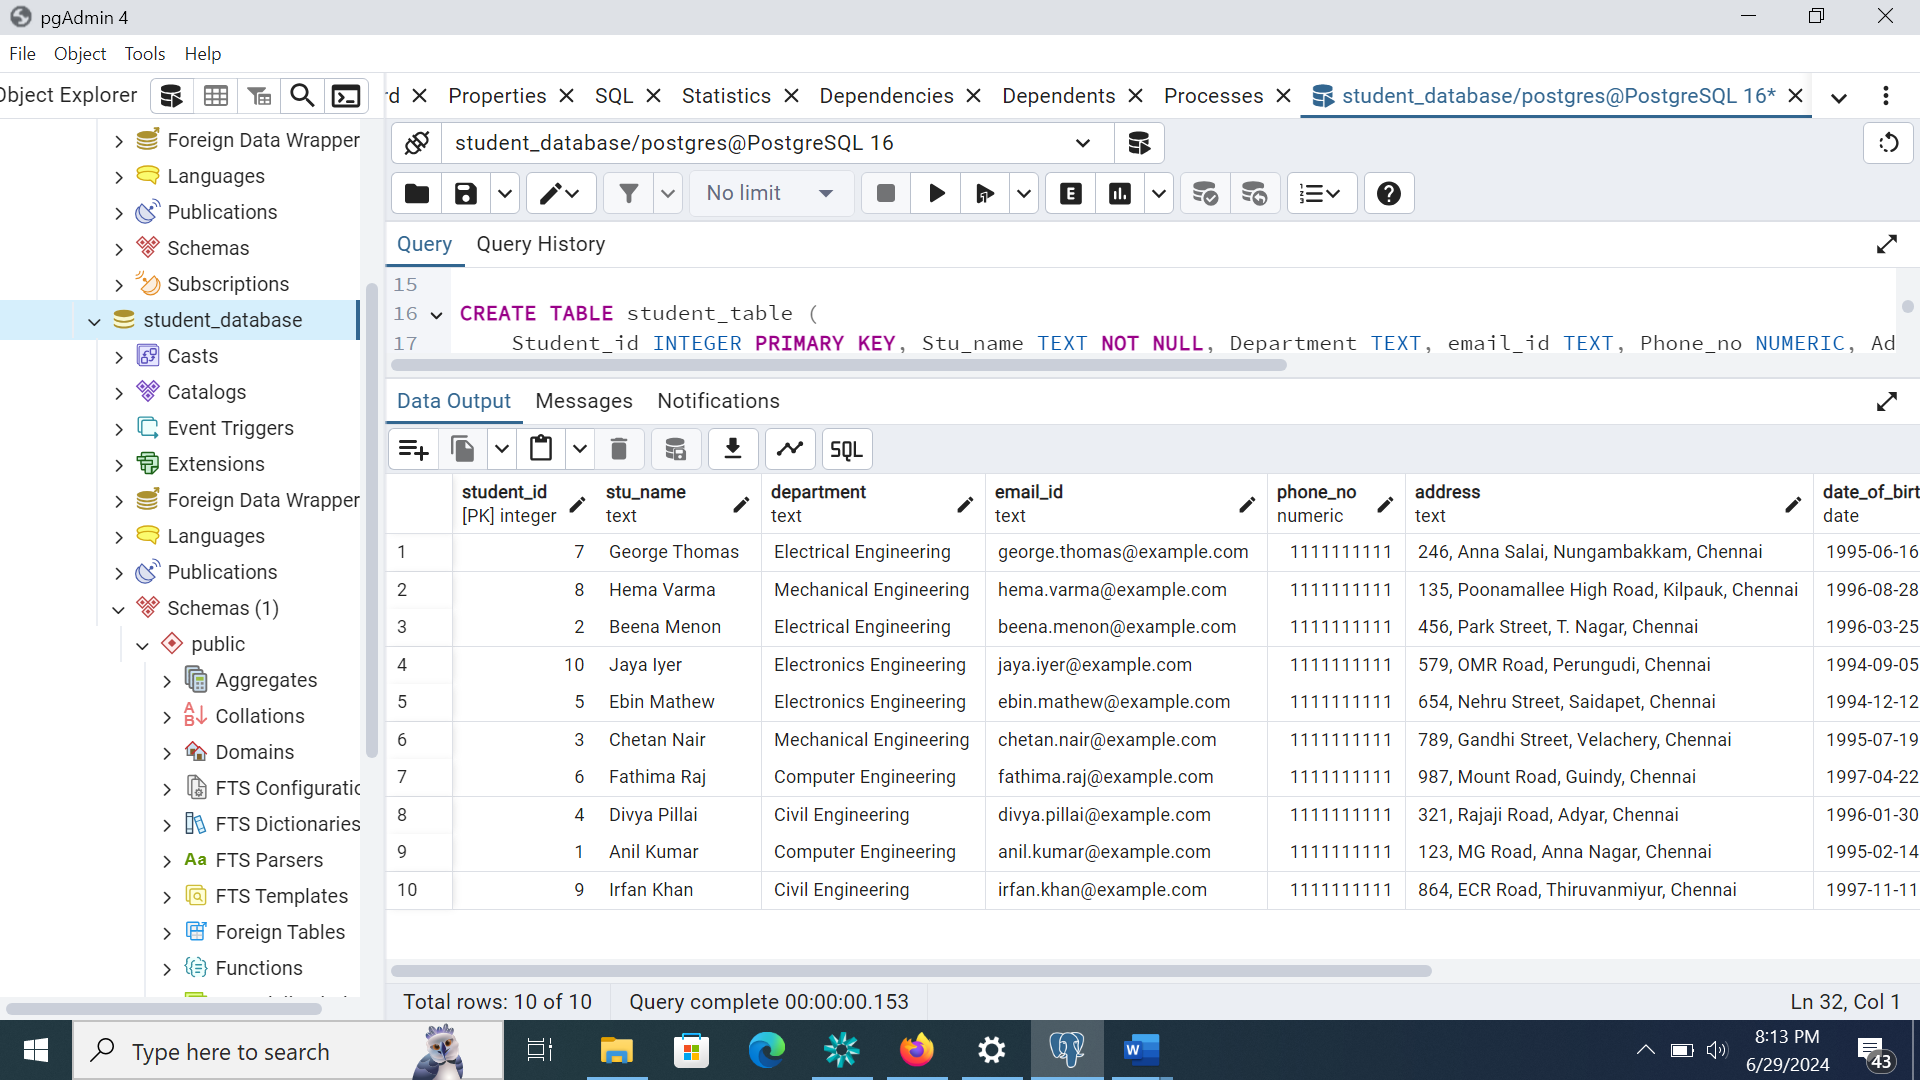 pgAdmin 4
File Object Tools Help
Object Explorer
rd Properties SQL Statistics Dependencies Dependents Processes student_database/postgres@PostgreSQL 16*
student_database/postgres@PostgreSQL 16
No limit
E
Query Query History
15
16 CREATE TABLE student_table (
17 Student_id INTEGER PRIMARY KEY, Stu_name TEXT NOT NULL, Department TEXT, email_id TEXT, Phone_no NUMERIC, Ad
Data Output Messages Notifications
SQL
student_id stu_name department email_id phone_no address date_of_birt
[PK] integer text text text numeric text date
1 7 George Thomas Electrical Engineering george.thomas@example.com 1111111111 246, Anna Salai, Nungambakkam, Chennai 1995-06-16
2 8 Hema Varma Mechanical Engineering hema.varma@example.com 1111111111 135, Poonamallee High Road, Kilpauk, Chennai 1996-08-28
3 2 Beena Menon Electrical Engineering beena.menon@example.com 1111111111 456, Park Street, T. Nagar, Chennai 1996-03-25
4 10 Jaya Iyer Electronics Engineering jaya.iyer@example.com 1111111111 579, OMR Road, Perungudi, Chennai 1994-09-05
5 5 Ebin Mathew Electronics Engineering ebin.mathew@example.com 1111111111 654, Nehru Street, Saidapet, Chennai 1994-12-12
6 3 Chetan Nair Mechanical Engineering chetan.nair@example.com 1111111111 789, Gandhi Street, Velachery, Chennai 1995-07-19
7 6 Fathima Raj Computer Engineering fathima.raj@example.com 1111111111 987, Mount Road, Guindy, Chennai 1997-04-22
8 4 Divya Pillai Civil Engineering divya.pillai@example.com 1111111111 321, Rajaji Road, Adyar, Chennai 1996-01-30
9 1 Anil Kumar Computer Engineering anil.kumar@example.com 1111111111 123, MG Road, Anna Nagar, Chennai 1995-02-14
10 9 Irfan Khan Civil Engineering irfan.khan@example.com 1111111111 864, ECR Road, Thiruvanmiyur, Chennai 1997-11-11
Total rows: 10 of 10 Query complete 00:00:00.153 Ln 32, Col 1
Foreign Data Wrapper
Languages
Publications
Schemas
Subscriptions
student_database
Casts
Catalogs
Event Triggers
Extensions
Foreign Data Wrapper
Languages
Publications
Schemas (1)
public
Aggregates
Collations
Domains
FTS Configuratio
FTS Dictionaries
Aa FTS Parsers
FTS Templates
Foreign Tables
Functions
Type here to search
W
8:13 PM
6/29/2024
43